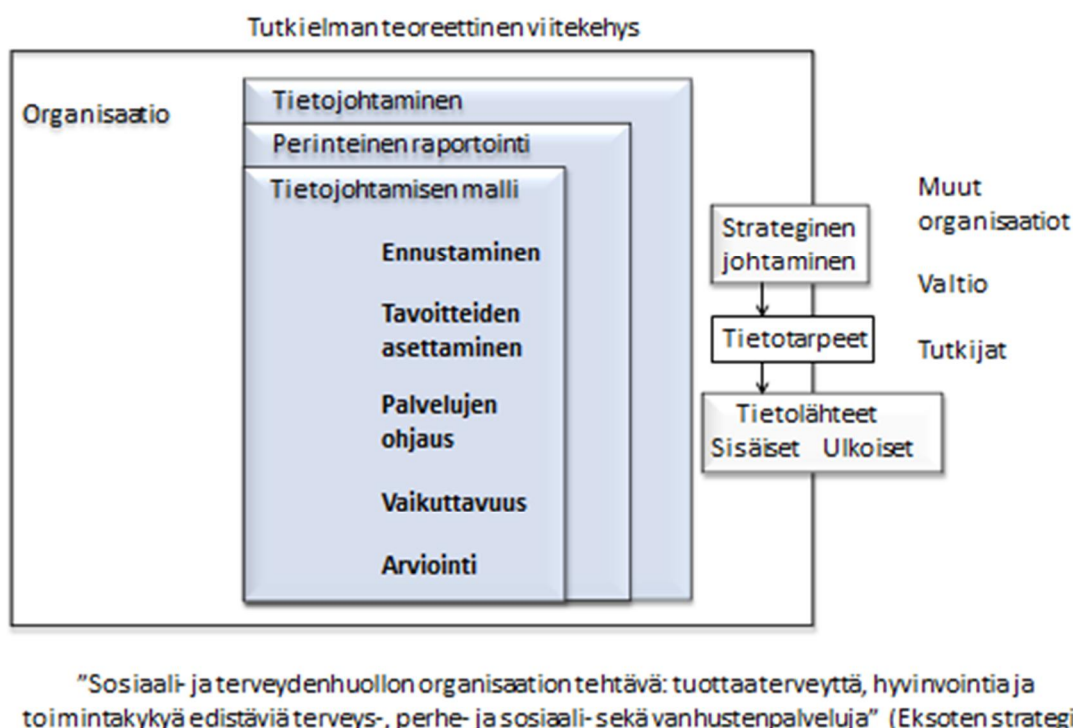 Tutkielman teoreettinen viitekehys
Organisaatio
Tietojohtaminen
Perinteinen raportointi
Tietojohtamisen malli
Ennustaminen
Tavoitteiden
asettaminen
Palvelujen
ohjaus
Vaikuttavuus
Arviointi
Strateginen
johtaminen
Tietotarpeet
Tietolähteet
Sisäiset Ulkoiset
Muut
organisaatiot
Valtio
Tutkijat
"Sosiaali- ja terveydenhuollon organisaation tehtävä: tuottaa terveyttä, hyvinvointia ja
toimintakykyä edistäviä terveys-, perhe- ja sosiaali- sekä vanhustenpalveluja" (Eksoten strategi